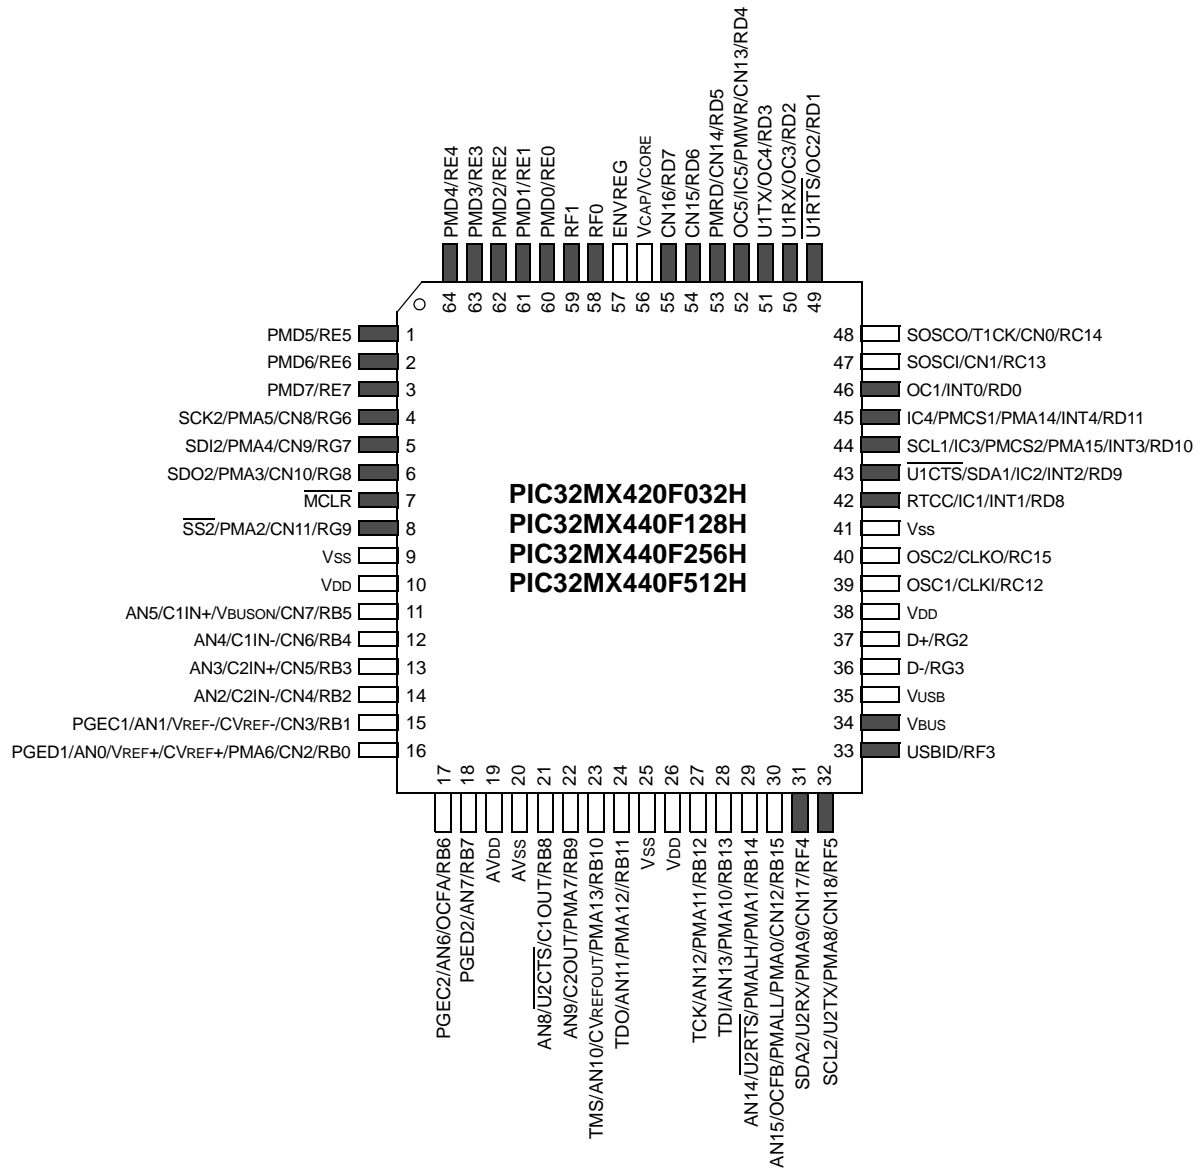 PMD4/RE4
PMD3/RE3
PMD2/RE2
PMD1/RE1
PMD0/RE0
RF1
RF0
ENVREG
VCAP/VCORE
CN16/RD7
CN15/RD6
PMRD/CN14/RD5
OC5/IC5/PMWR/CN13/RD4
U1TX/OC4/RD3
U1RX/OC3/RD2
U1RTS/OC2/RD1
64 63 62 61 60 59 58 57 56 55 54 53 52 51 50 49
PMD5/RE5 1
PMD6/RE6 2
PMD7/RE7 3
SCK2/PMA5/CN8/RG6 4
SDI2/PMA4/CN9/RG7 5
SDO2/PMA3/CN10/RG8 6
MCLR 7
SS2/PMA2/CN11/RG9 8
VSS 9
VDD 10
AN5/C1IN+/VBUSON/CN7/RB5 11
AN4/C1IN-/CN6/RB4 12
AN3/C2IN+/CN5/RB3 13
AN2/C2IN-/CN4/RB2 14
PGEC1/AN1/VREF-/CVREF-/CN3/RB1 15
PGED1/AN0/VREF+/CVREF+/PMA6/CN2/RB0 16
PIC32MX420F032H
PIC32MX440F128H
PIC32MX440F256H
PIC32MX440F512H
48 SOSCO/T1CK/CN0/RC14
47 SOSCI/CN1/RC13
46 OC1/INT0/RD0
45 IC4/PMCS1/PMA14/INT4/RD11
44 SCL1/IC3/PMCS2/PMA15/INT3/RD10
43 U1CTS/SDA1/IC2/INT2/RD9
42 RTCC/IC1/INT1/RD8
41 Vss
40 OSC2/CLKO/RC15
39 OSC1/CLKI/RC12
38 VDD
37 D+/RG2
36 D-/RG3
35 VUSB
34 VBUS
33 USBID/RF3
17 18 19 20 21 22 23 24 25 26 27 28 29 30 31 32
PGEC2/AN6/OCFA/RB6
PGED2/AN7/RB7
AVDD
AVSS
AN8/U2CTS/C1OUT/RB8
AN9/C2OUT/PMA7/RB9
TMS/AN10/CVREFOUT/PMA13/RB10
TDO/AN11/PMA12//RB11
VSS
VDD
TCK/AN12/PMA11/RB12
TDI/AN13/PMA10/RB13
AN14/U2RTS/PMALH/PMA1/RB14
AN15/OCFB/PMALL/PMA0/CN12/RB15
SDA2/U2RX/PMA9/CN17/RF4
SCL2/U2TX/PMA8/CN18/RF5